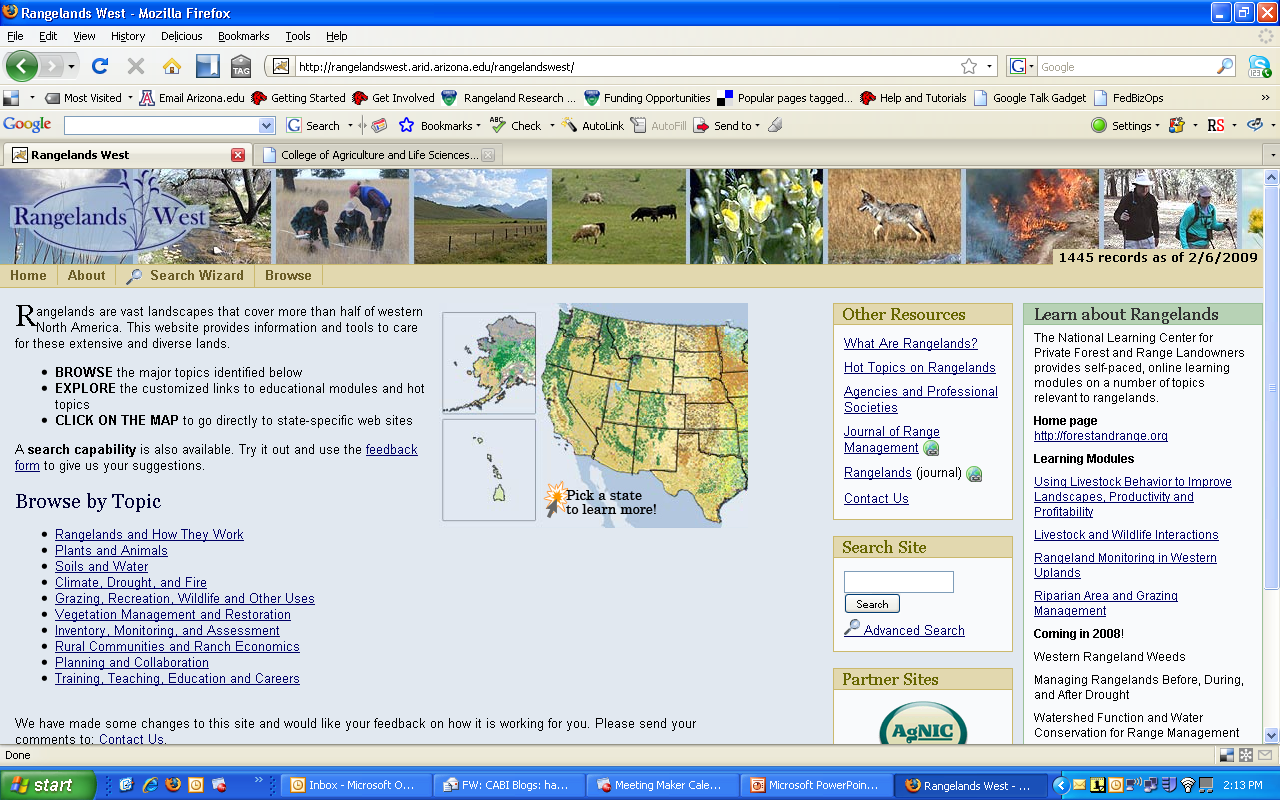 Rangelands West - Mozilla Firefox
File Edit View History Delicious Bookmarks Tools Help
TAG http://rangelandswest.arid.arizona.edu/rangelandswest/ G Google
Most Visited Email Arizona.edu Getting Started Get Involved Rangeland Research ... Funding Opportunities Popular pages tagged... Help and Tutorials Google Talk Gadget FedBizOps »
Google G Search Bookmarks ABC Check AutoLink AutoFill Send to Settings RS
Rangelands West College of Agriculture and Life Sciences...
Rangelands West
1445 records as of 2/6/2009
Home About Search Wizard Browse
Rangelands are vast landscapes that cover more than half of western
North America. This website provides information and tools to care
for these extensive and diverse lands.
• BROWSE the major topics identified below
• EXPLORE the customized links to educational modules and hot
topics
• CLICK ON THE MAP to go directly to state-specific web sites
A search capability is also available. Try it out and use the feedback
form to give us your suggestions.
Browse by Topic
• Rangelands and How They Work
• Plants and Animals
• Soils and Water
• Climate, Drought, and Fire
• Grazing, Recreation, Wildlife and Other Uses
• Vegetation Management and Restoration
• Inventory, Monitoring, and Assessment
• Rural Communities and Ranch Economics
• Planning and Collaboration
• Training, Teaching, Education and Careers
We have made some changes to this site and would like your feedback on how it is working for you. Please send your
comments to: Contact Us.
Pick a state
to learn more!
Other Resources
What Are Rangelands?
Hot Topics on Rangelands
Agencies and Professional
Societies
Journal of Range
Management
Rangelands (journal)
Contact Us
Search Site
Search
Advanced Search
Partner Sites
AgNIC
Learn about Rangelands
The National Learning Center for
Private Forest and Range Landowners
provides self-paced, online learning
modules on a number of topics
relevant to rangelands.
Home page
http://forestandrange.org
Learning Modules
Using Livestock Behavior to Improve
Landscapes, Productivity and
Profitability
Livestock and Wildlife Interactions
Rangeland Monitoring in Western
Uplands
Riparian Area and Grazing
Management
Coming in 2008!
Western Rangeland Weeds
Managing Rangelands Before, During,
and After Drought
Watershed Function and Water
Conservation for Range Management
Done
start » Inbox - Microsoft O... FW: CABI Blogs: ha... Meeting Maker Cale... Microsoft PowerPoin... Rangelands West - ... 2:13 PM